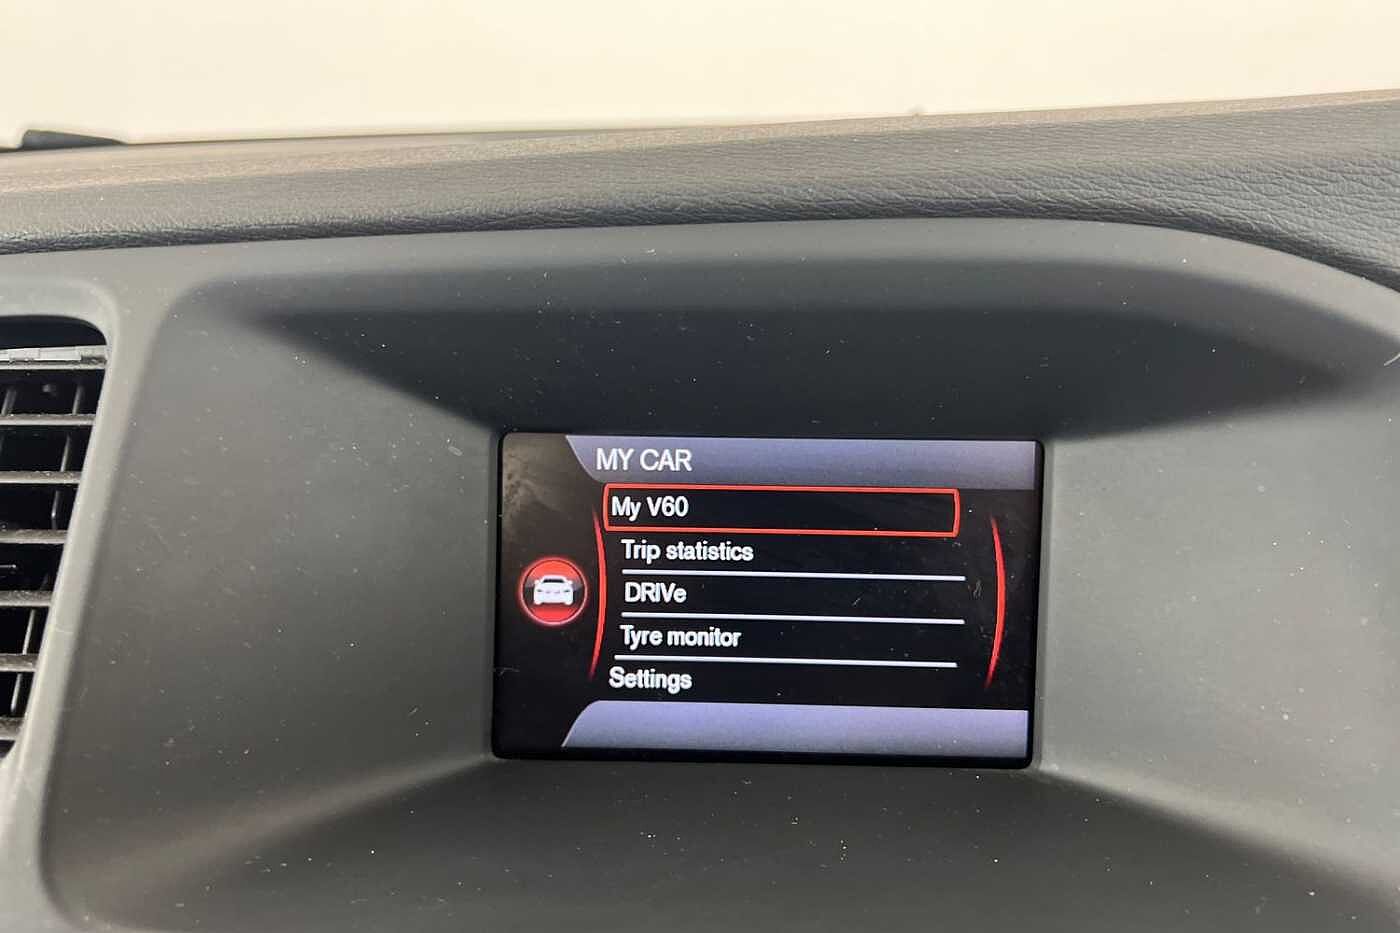 MY CAR
My V60
Trip statistics
DRIVe
Tyre monitor
Settings